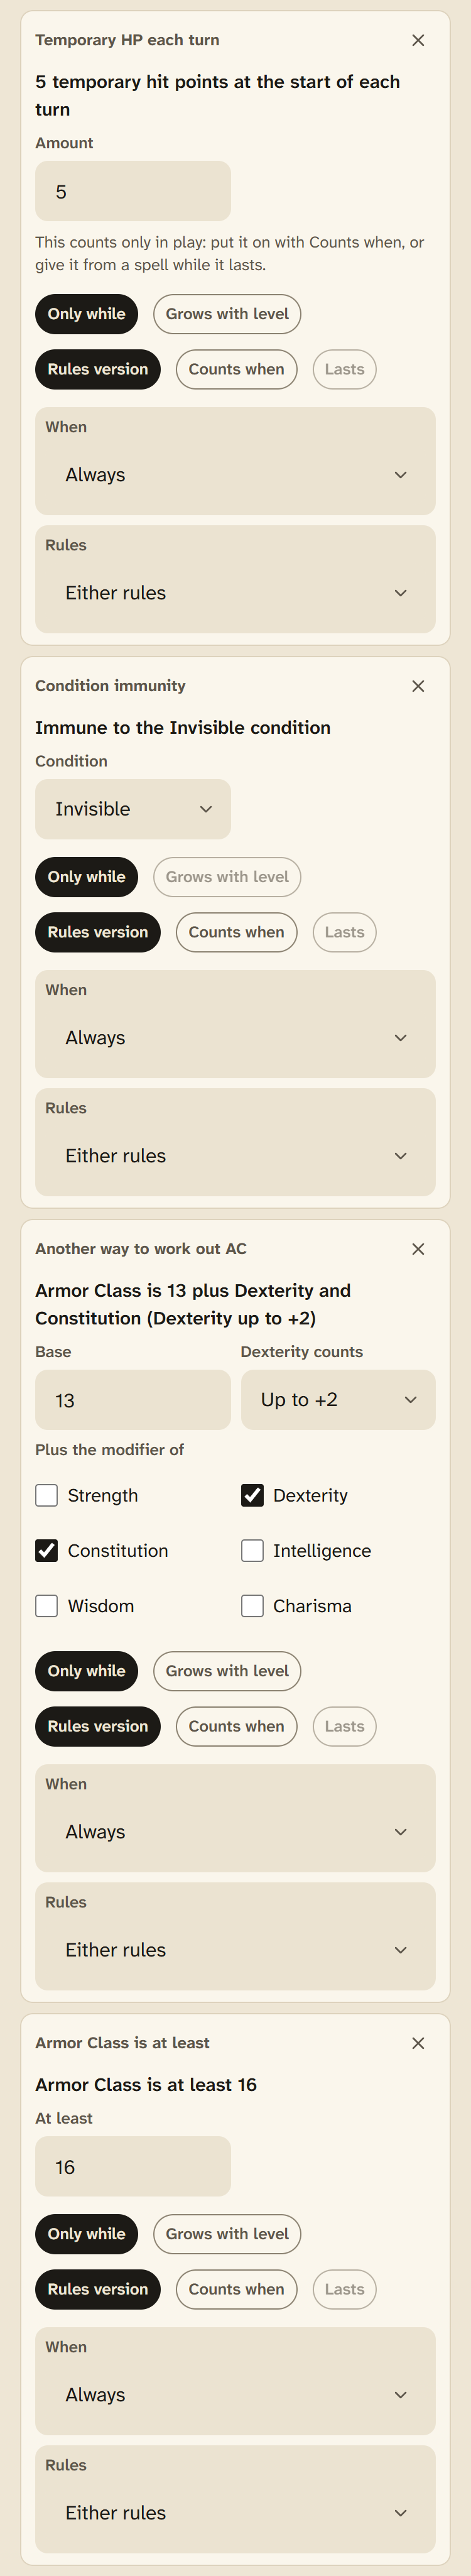 Temporary HP each turn
5 temporary hit points at the start of each
turn
Amount
5
This counts only in play: put it on with Counts when, or
give it from a spell while it lasts.
Only while
Grows with level
Rules version
Counts when
Lasts
When
Always
Rules
Either rules
Condition immunity
Immune to the Invisible condition
Condition
Invisible
Only while
Grows with level
Rules version
Counts when
Lasts
When
Always
Rules
Either rules
Another way to work out AC
Armor Class is 13 plus Dexterity and
Constitution (Dexterity up to +2)
Base
Dexterity counts
13
Up to +2
Plus the modifier of
Strength
Dexterity
Constitution
Intelligence
Wisdom
Charisma
Only while
Grows with level
Rules version
Counts when
Lasts
When
Always
Rules
Either rules
Armor Class is at least
Armor Class is at least 16
At least
16
Only while
Grows with level
Rules version
Counts when
Lasts
When
Always
Rules
Either rules